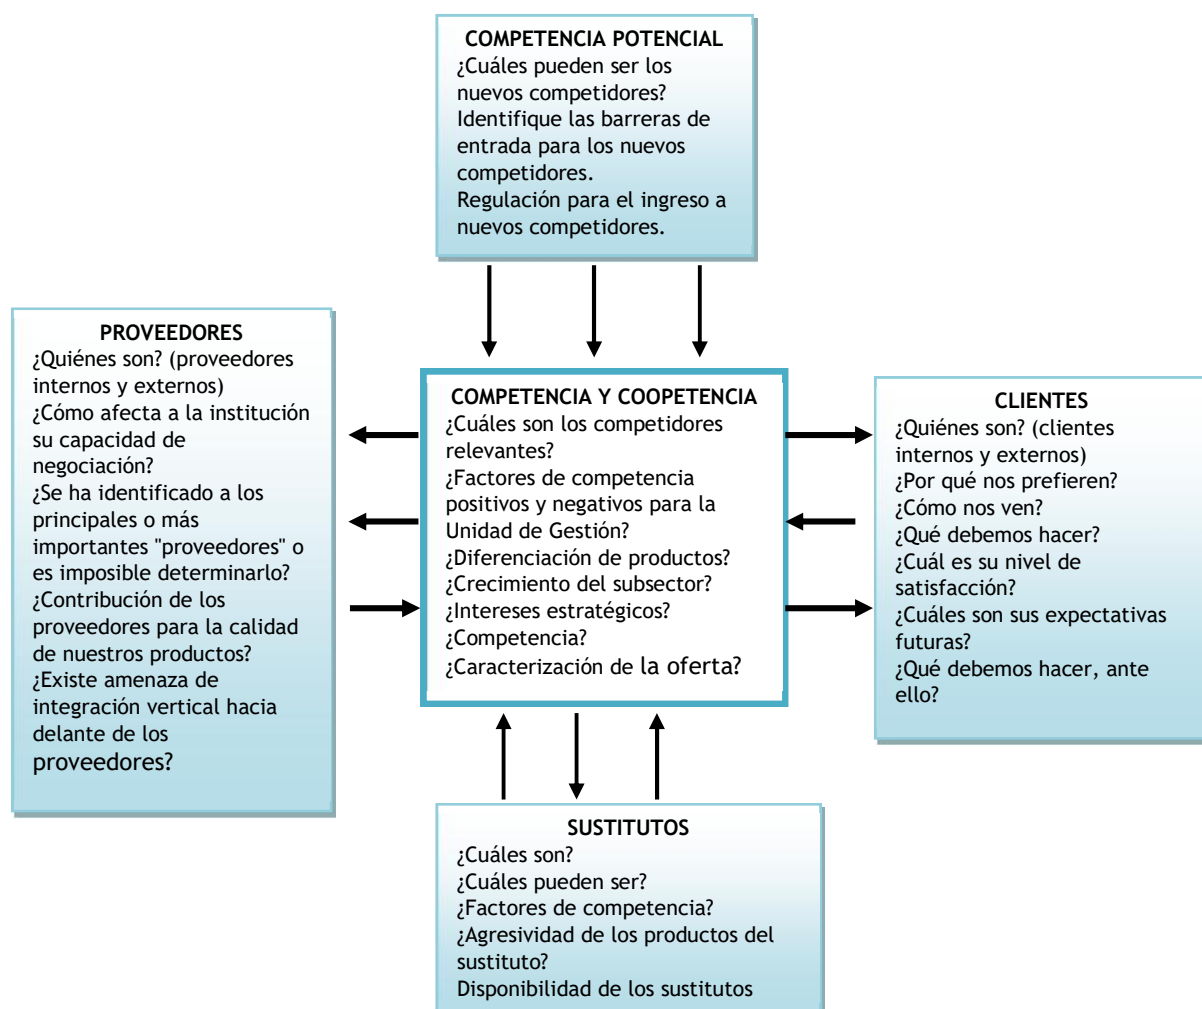 COMPETENCIA POTENCIAL
¿Cuáles pueden ser los
nuevos competidores?
Identifique las barreras de
entrada para los nuevos
competidores.
Regulación para el ingreso a
nuevos competidores.
PROVEEDORES
¿Quiénes son? (proveedores
internos y externos)
¿Cómo afecta a la institución
su capacidad de
negociación?
¿Se ha identificado a los
principales o más
importantes "proveedores" o
es imposible determinarlo?
¿Contribución de los
proveedores para la calidad
de nuestros productos?
¿Existe amenaza de
integración vertical hacia
delante de los
proveedores?
COMPETENCIA Y COOPETENCIA
¿Cuáles son los competidores
relevantes?
¿Factores de competencia
positivos y negativos para la
Unidad de Gestión?
¿Diferenciación de productos?
¿Crecimiento del subsector?
¿Intereses estratégicos?
¿Competencia?
¿Caracterización de la oferta?
CLIENTES
¿Quiénes son? (clientes
internos y externos)
¿Por qué nos prefieren?
¿Cómo nos ven?
¿Qué debemos hacer?
¿Cuál es su nivel de
satisfacción?
¿Cuáles son sus expectativas
futuras?
¿Qué debemos hacer, ante
ello?
SUSTITUTOS
¿Cuáles son?
¿Cuáles pueden ser?
¿Factores de competencia?
¿Agresividad de los productos del
sustituto?
Disponibilidad de los sustitutos